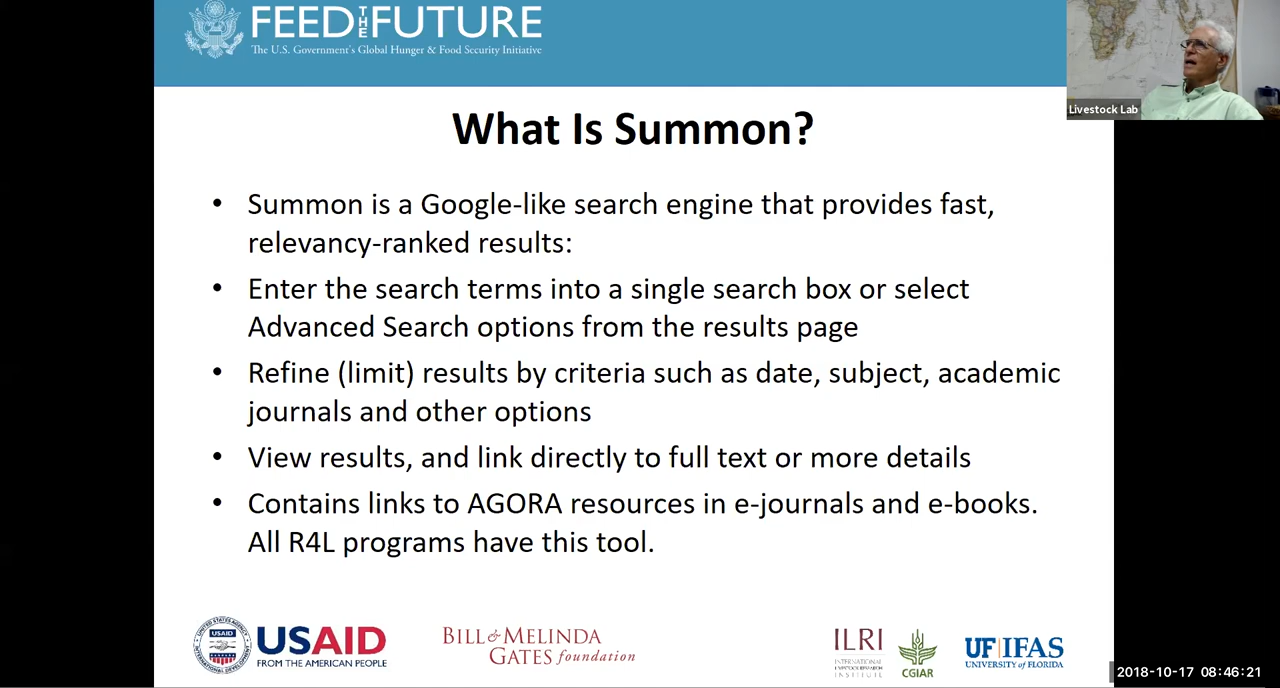 FEED THE FUTURE
The U.S. Government's Global Hunger & Food Security Initiative
Livestock Lab
What Is Summon?
• Summon is a Google-like search engine that provides fast,
relevancy-ranked results:
• Enter the search terms into a single search box or select
Advanced Search options from the results page
• Refine (limit) results by criteria such as date, subject, academic
journals and other options
• View results, and link directly to full text or more details
• Contains links to AGORA resources in e-journals and e-books.
All R4L programs have this tool.
USAID
USAID
FROM THE AMERICAN PEOPLE
BILL & MELINDA
GATES foundation
ILRI
INTERNATIONAL
LIVESTOCK RESEARCH
INSTITUTE
CGIAR
UF IFAS
UNIVERSITY of FLORIDA
2018-10-17 08:46:21